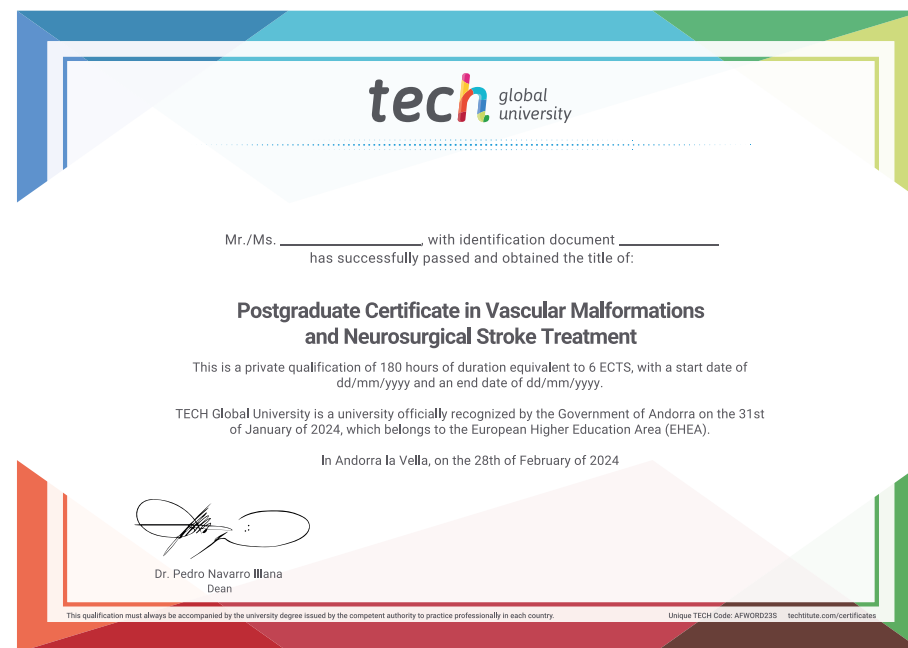 tech global university
Mr./Ms. ____________, with identification document ____________
has successfully passed and obtained the title of:
Postgraduate Certificate in Vascular Malformations
and Neurosurgical Stroke Treatment
This is a private qualification of 180 hours of duration equivalent to 6 ECTS, with a start date of
dd/mm/yyyy and an end date of dd/mm/yyyy.
TECH Global University is a university officially recognized by the Government of Andorra on the 31st
of January of 2024, which belongs to the European Higher Education Area (EHEA).
In Andorra la Vella, on the 28th of February of 2024
Dr. Pedro Navarro Illana
Dean
This qualification must always be accompanied by the university degree issued by the competent authority to practice professionally in each country.
Unique TECH Code: AFWORD23S techtitute.com/certificates